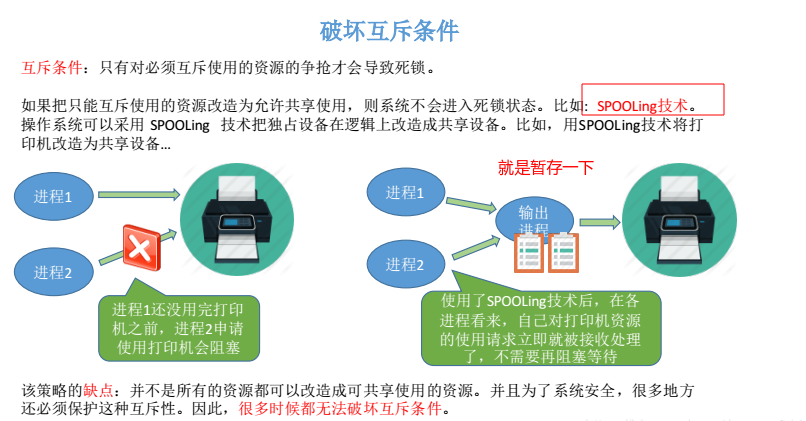 破坏互斥条件
互斥条件：只有对必须互斥使用的资源的争抢才会导致死锁。
如果把只能互斥使用的资源改造为允许共享使用，则系统不会进入死锁状态。比如: SPOOLing技术。
操作系统可以采用 SPOOLing 技术把独占设备在逻辑上改造成共享设备。比如，用SPOOLing技术将打
印机改造为共享设备…
就是暂存一下
进程1
进程2
进程1还没用完打印
机之前，进程2申请
使用打印机会阻塞
进程1
进程2
输出
进程
使用了SPOOLing技术后，在各
进程看来，自己对打印机资源
的使用请求立即就被接收处理
了，不需要再阻塞等待
该策略的缺点：并不是所有的资源都可以改造成可共享使用的资源。并且为了系统安全，很多地方
还必须保护这种互斥性。因此，很多时候都无法破坏互斥条件。